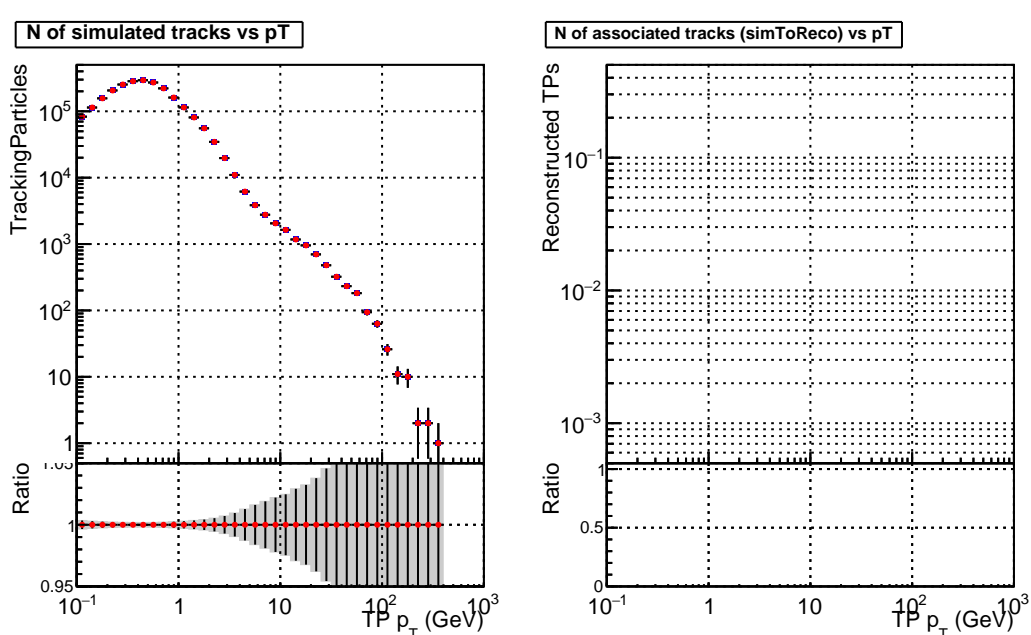 N of simulated tracks vs pT
TrackingParticles
10^5
10^4
10^3
10^2
10
1
Ratio
1.05
1
0.95
10^−1 1 10 10^2 10^3
TP p_T (GeV)
N of associated tracks (simToReco) vs pT
Reconstructed TPs
10^−1
10^−2
10^−3
Ratio
1
0.5
0
10^−1 1 10 10^2 10^3
TP p_T (GeV)